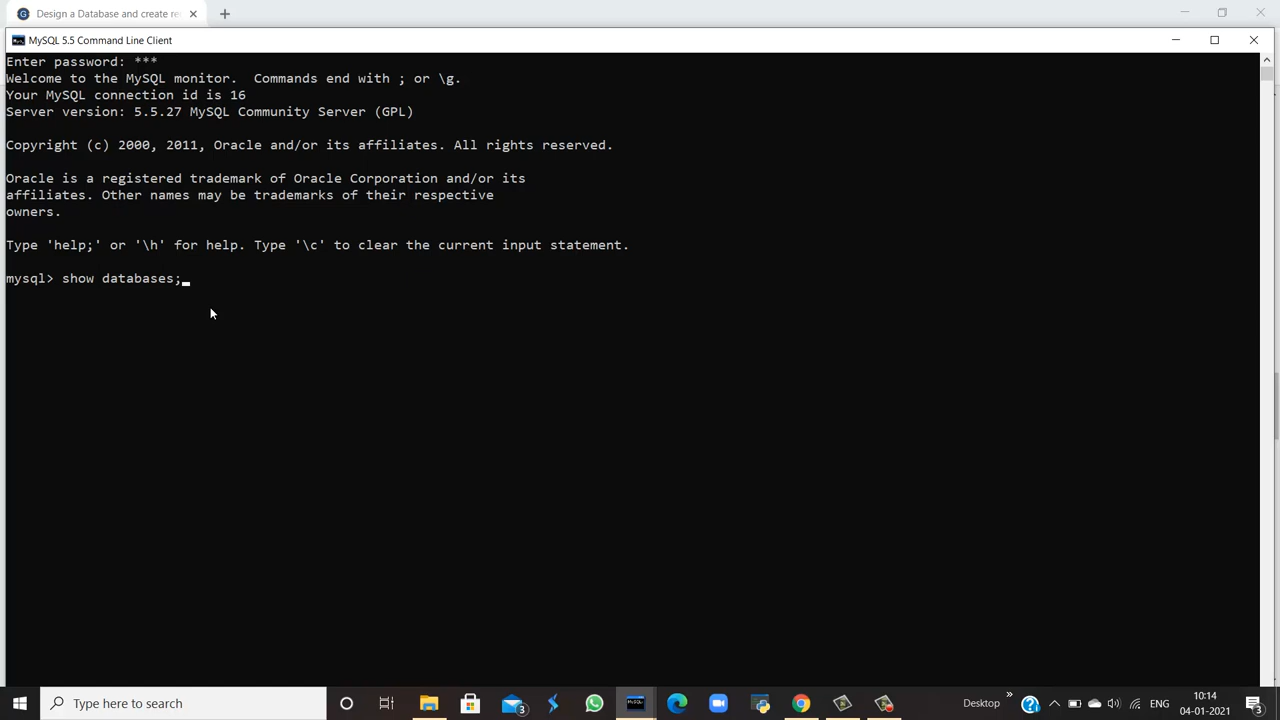 Design a Database and create re
MySQL 5.5 Command Line Client
Enter password: ***
Welcome to the MySQL monitor.  Commands end with ; or \g.
Your MySQL connection id is 16
Server version: 5.5.27 MySQL Community Server (GPL)
Copyright (c) 2000, 2011, Oracle and/or its affiliates. All rights reserved.
Oracle is a registered trademark of Oracle Corporation and/or its
affiliates. Other names may be trademarks of their respective
owners.
Type 'help;' or '\h' for help. Type '\c' to clear the current input statement.
mysql> show databases;
Type here to search
3
Desktop
»
ENG
10:14
04-01-2021
3